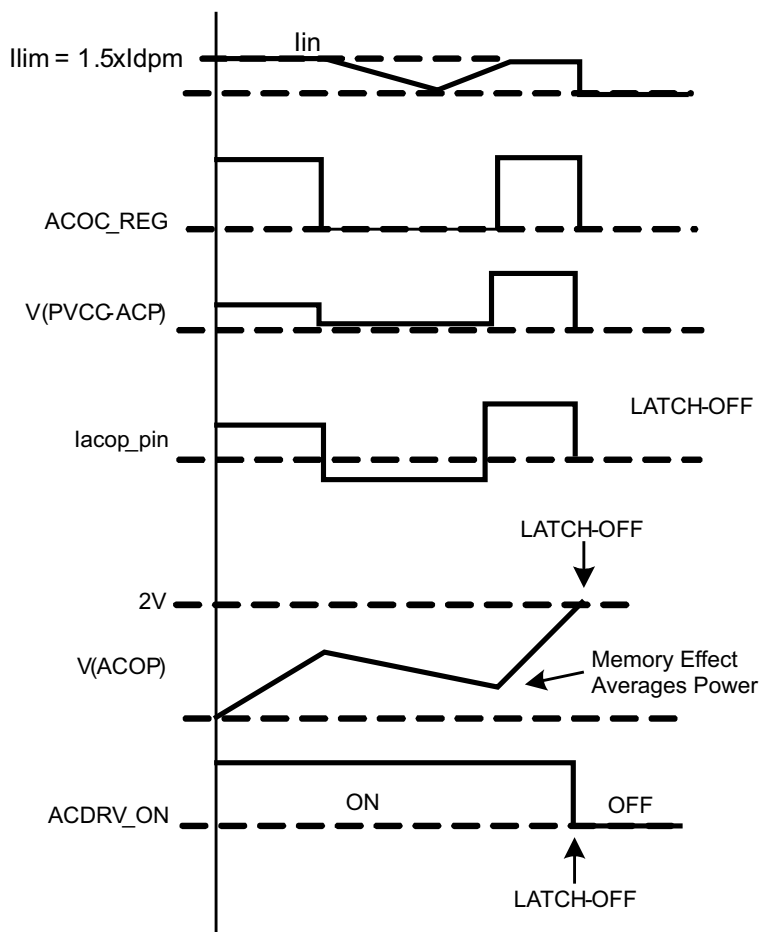 Iin
Ilim = 1.5xIdpm
ACOC_REG
V(PVCC-ACP)
LATCH-OFF
Iacop_pin
LATCH-OFF
2V
V(ACOP)
Memory Effect
Averages Power
ON
OFF
ACDRV_ON
LATCH-OFF